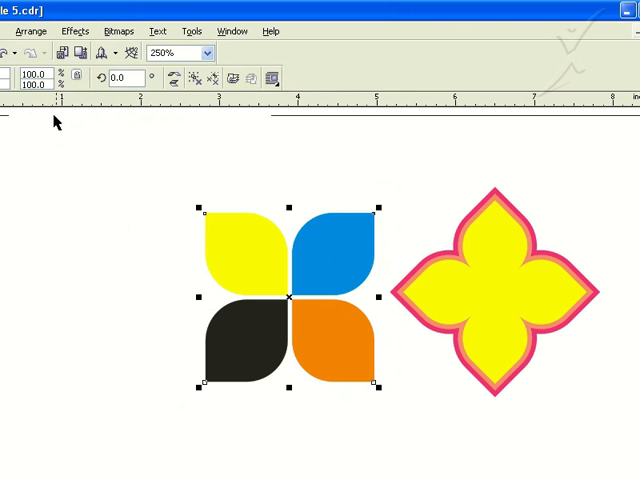 le 5.cdr]
Arrange Effects Bitmaps Text Tools Window Help
250%
100.0 %
100.0 %
0.0 °
1 2 3 4 5 6 7 8